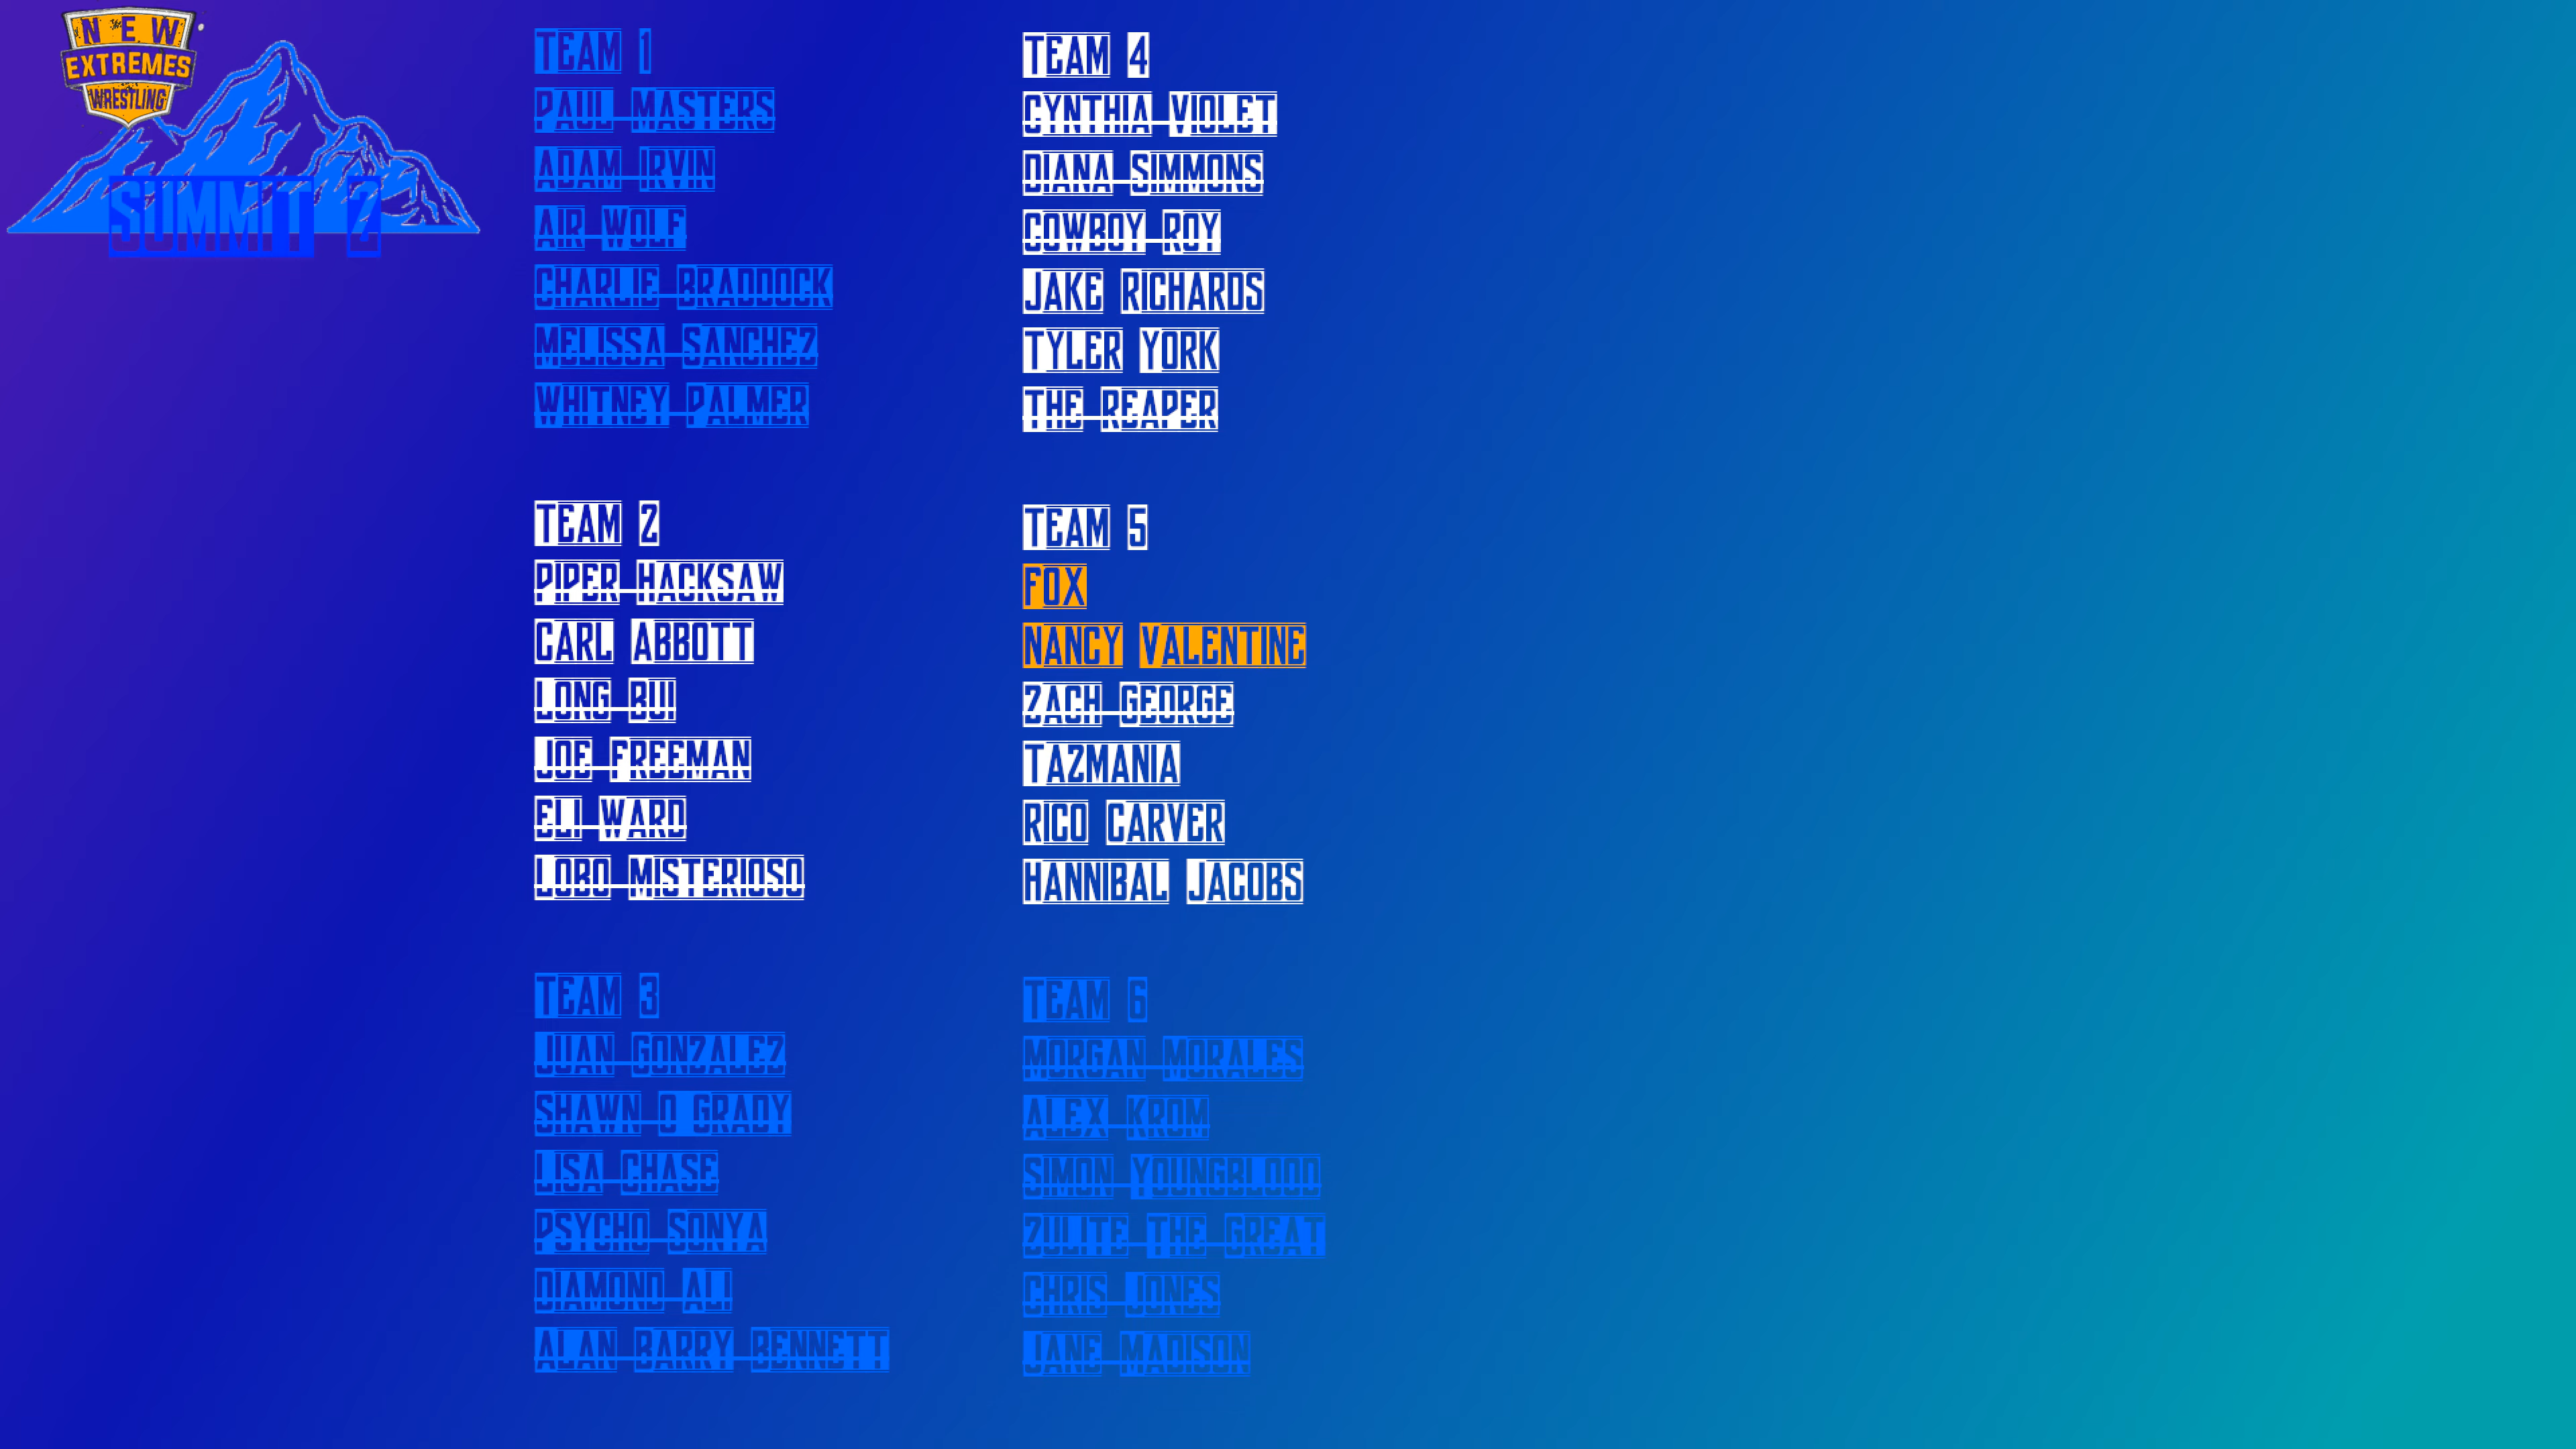 NEW
EXTREMES
WRESTLING
SUMMIT 2
TEAM 1
PAUL MASTERS
ADAM IRVIN
AIR WOLF
CHARLIE BRADDOCK
MELISSA SANCHEZ
WHITNEY PALMER
TEAM 2
PIPER HACKSAW
CARL ABBOTT
LONG BUI
JOE FREEMAN
ELI WARD
LOBO MISTERIOSO
TEAM 3
JUAN GONZALEZ
SHAWN O GRADY
LISA CHASE
PSYCHO SONYA
DIAMOND ALI
ALAN BARRY BENNETT
TEAM 4
CYNTHIA VIOLET
DIANA SIMMONS
COWBOY ROY
JAKE RICHARDS
TYLER YORK
THE REAPER
TEAM 5
FOX
NANCY VALENTINE
ZACH GEORGE
TAZMANIA
RICO CARVER
HANNIBAL JACOBS
TEAM 6
MORGAN MORALES
ALEX KROM
SIMON YOUNGBLOOD
ZULITE THE GREAT
CHRIS JONES
JANE MADISON